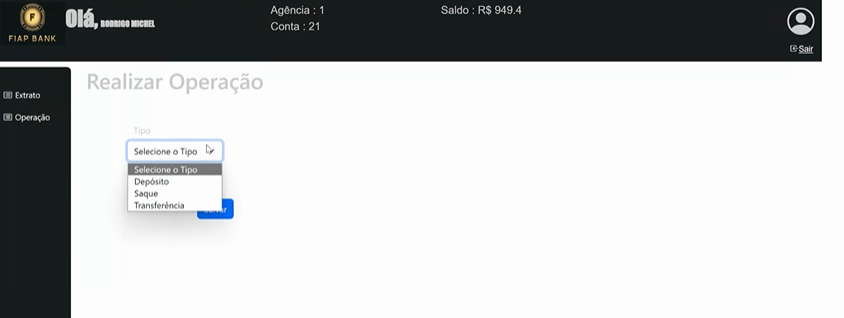 F
FIAP BANK
Olá, RODRIGO MICHEL
Agência : 1
Conta : 21
Saldo : R$ 949.4
Sair
Extrato
Operação
Realizar Operação
Tipo
Selecione o Tipo
Selecione o Tipo
Depósito
Saque
Transferência